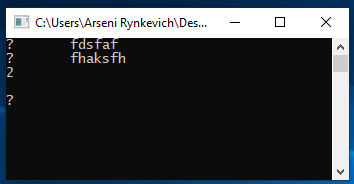 C:\Users\Arseni Rynkevich\Des...
? fdsfaf
? fhaksfh
2
?